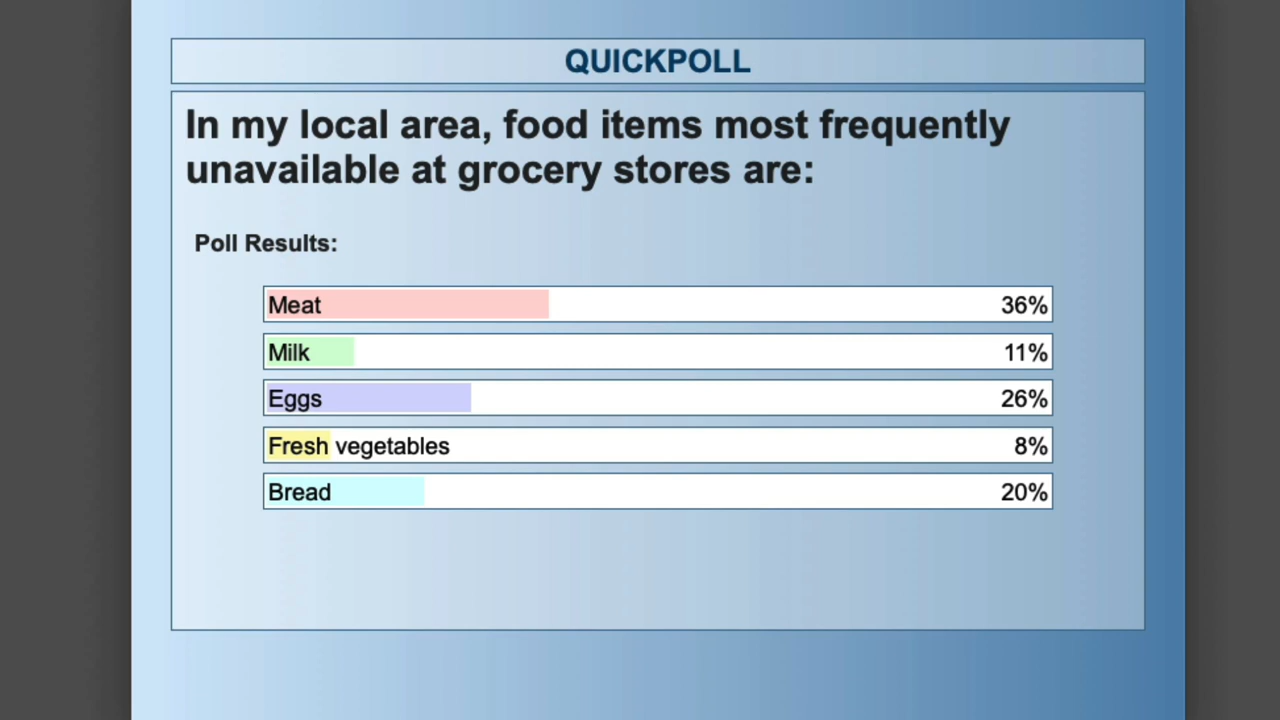 QUICKPOLL
In my local area, food items most frequently
unavailable at grocery stores are:
Poll Results:
Meat 36%
Milk 11%
Eggs 26%
Fresh vegetables 8%
Bread 20%